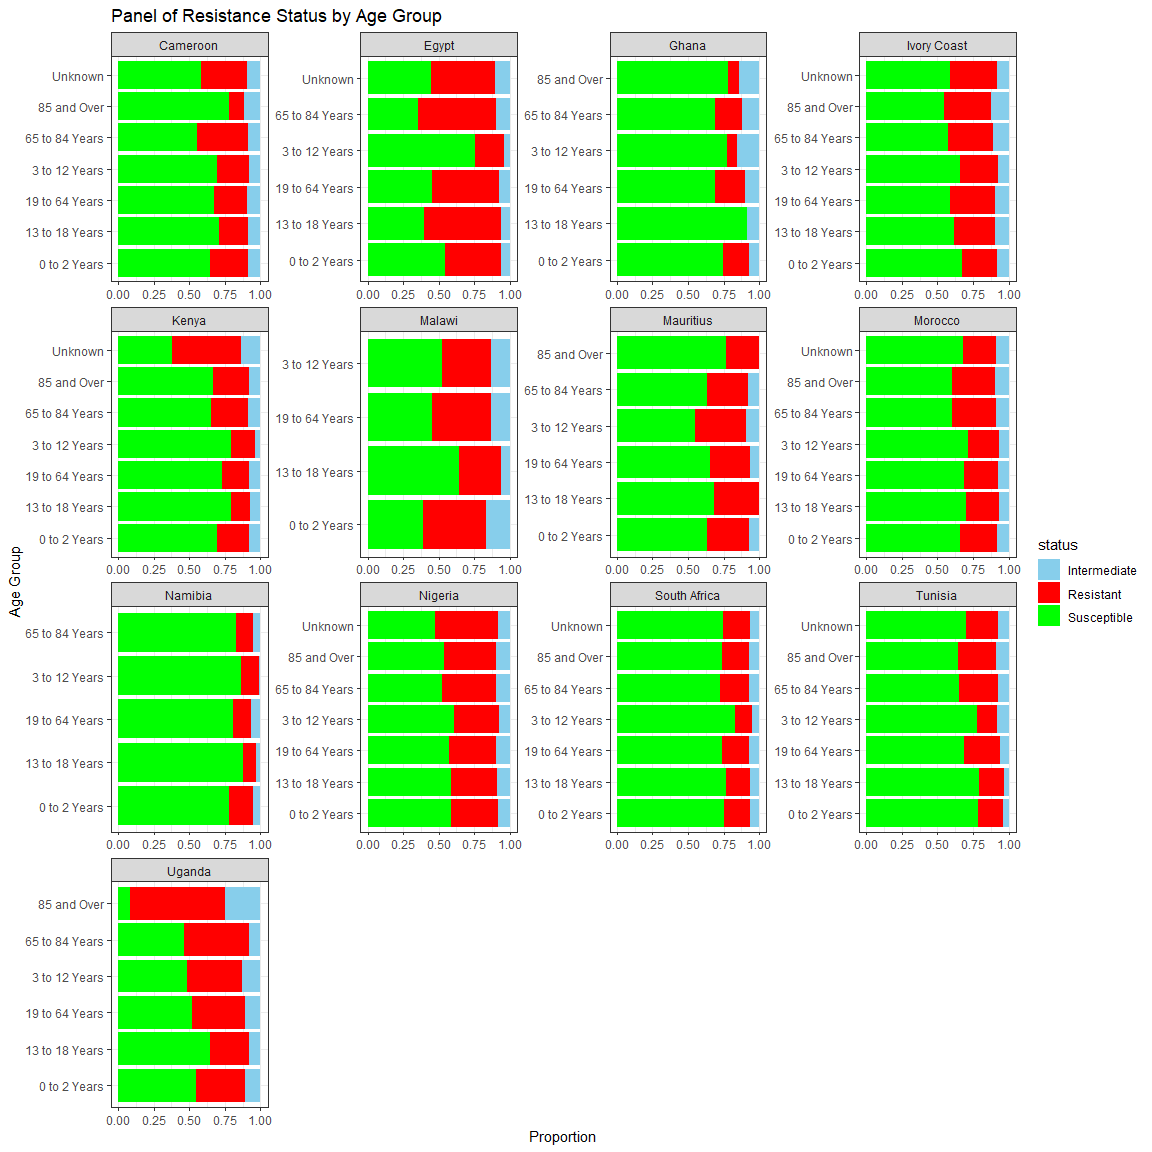 Panel of Resistance Status by Age Group
Cameroon
Unknown
85 and Over
65 to 84 Years
3 to 12 Years
19 to 64 Years
13 to 18 Years
0 to 2 Years
0.00 0.25 0.50 0.75 1.00
Egypt
Unknown
65 to 84 Years
3 to 12 Years
19 to 64 Years
13 to 18 Years
0 to 2 Years
0.00 0.25 0.50 0.75 1.00
Ghana
85 and Over
65 to 84 Years
3 to 12 Years
19 to 64 Years
13 to 18 Years
0 to 2 Years
0.00 0.25 0.50 0.75 1.00
Ivory Coast
Unknown
85 and Over
65 to 84 Years
3 to 12 Years
19 to 64 Years
13 to 18 Years
0 to 2 Years
0.00 0.25 0.50 0.75 1.00
Kenya
Unknown
85 and Over
65 to 84 Years
3 to 12 Years
19 to 64 Years
13 to 18 Years
0 to 2 Years
0.00 0.25 0.50 0.75 1.00
Malawi
3 to 12 Years
19 to 64 Years
13 to 18 Years
0 to 2 Years
0.00 0.25 0.50 0.75 1.00
Mauritius
85 and Over
65 to 84 Years
3 to 12 Years
19 to 64 Years
13 to 18 Years
0 to 2 Years
0.00 0.25 0.50 0.75 1.00
Morocco
Unknown
85 and Over
65 to 84 Years
3 to 12 Years
19 to 64 Years
13 to 18 Years
0 to 2 Years
0.00 0.25 0.50 0.75 1.00
Namibia
65 to 84 Years
3 to 12 Years
19 to 64 Years
13 to 18 Years
0 to 2 Years
0.00 0.25 0.50 0.75 1.00
Nigeria
Unknown
85 and Over
65 to 84 Years
3 to 12 Years
19 to 64 Years
13 to 18 Years
0 to 2 Years
0.00 0.25 0.50 0.75 1.00
South Africa
Unknown
85 and Over
65 to 84 Years
3 to 12 Years
19 to 64 Years
13 to 18 Years
0 to 2 Years
0.00 0.25 0.50 0.75 1.00
Tunisia
Unknown
85 and Over
65 to 84 Years
3 to 12 Years
19 to 64 Years
13 to 18 Years
0 to 2 Years
0.00 0.25 0.50 0.75 1.00
Uganda
85 and Over
65 to 84 Years
3 to 12 Years
19 to 64 Years
13 to 18 Years
0 to 2 Years
0.00 0.25 0.50 0.75 1.00
Age Group
Proportion
status
Intermediate
Resistant
Susceptible